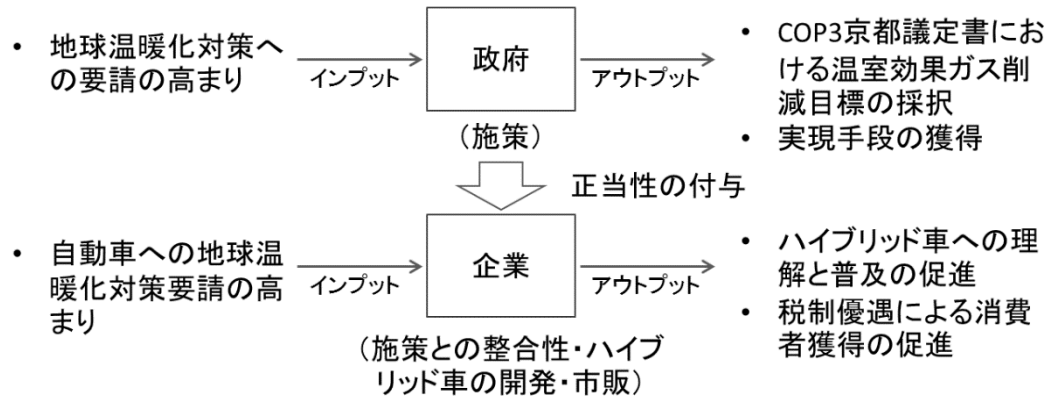 • 地球温暖化対策へ
の要請の高まり
インプット
政府
アウトプット
• COP3京都議定書にお
ける温室効果ガス削
減目標の採択
• 実現手段の獲得
(施策)
正当性の付与
• 自動車への地球温
暖化対策要請の高
まり
インプット
企業
アウトプット
• ハイブリッド車への理
解と普及の促進
• 税制優遇による消費
者獲得の促進
(施策との整合性・ハイブ
リッド車の開発・市販)